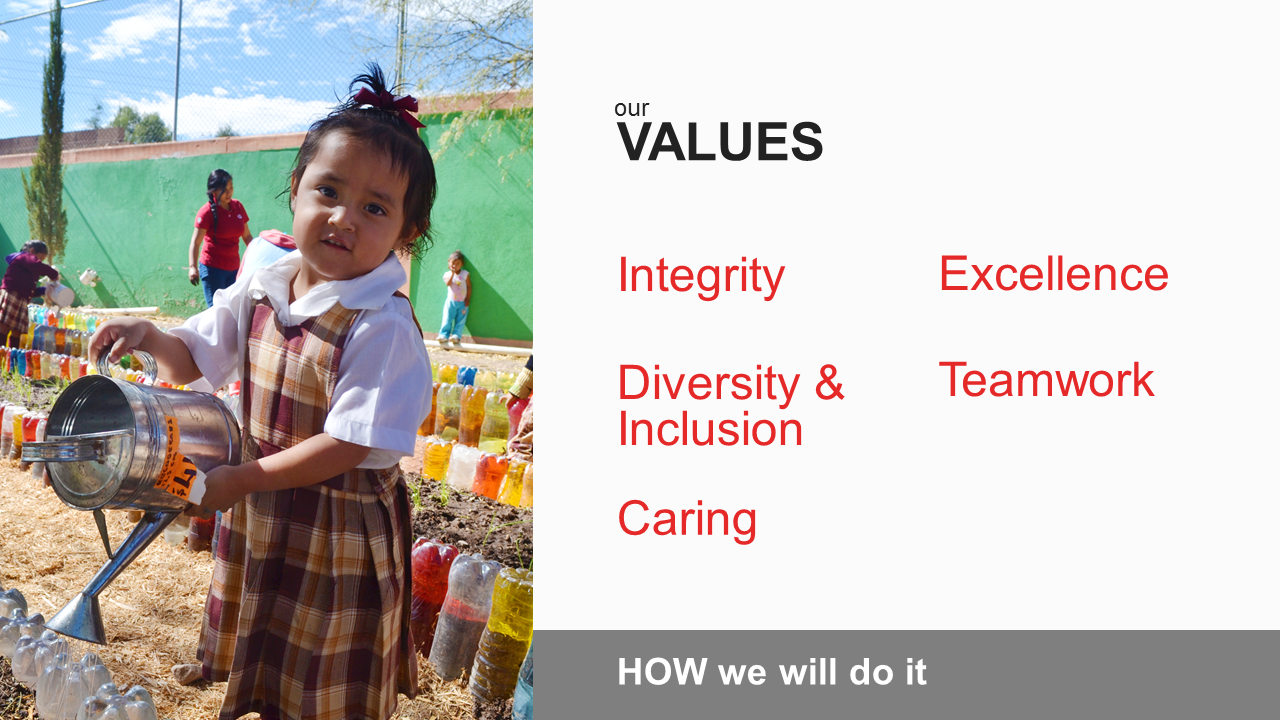 our
VALUES
Integrity
Excellence
Diversity &
Inclusion
Teamwork
Caring
HOW we will do it